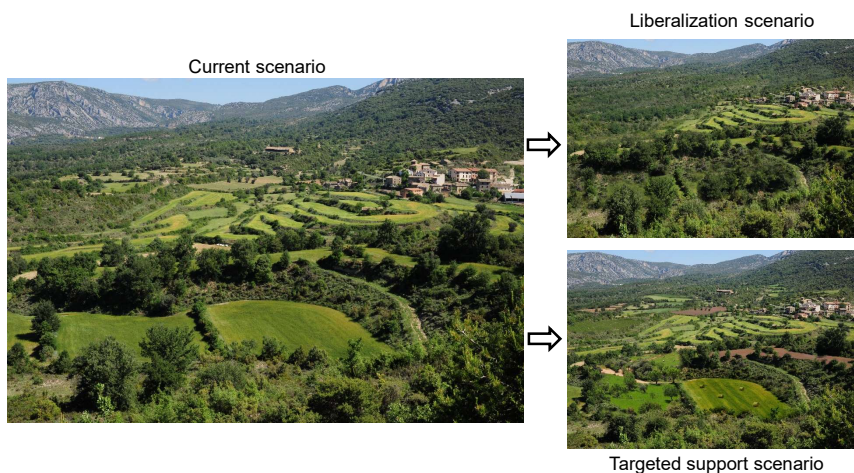 Liberalization scenario
Current scenario
Targeted support scenario